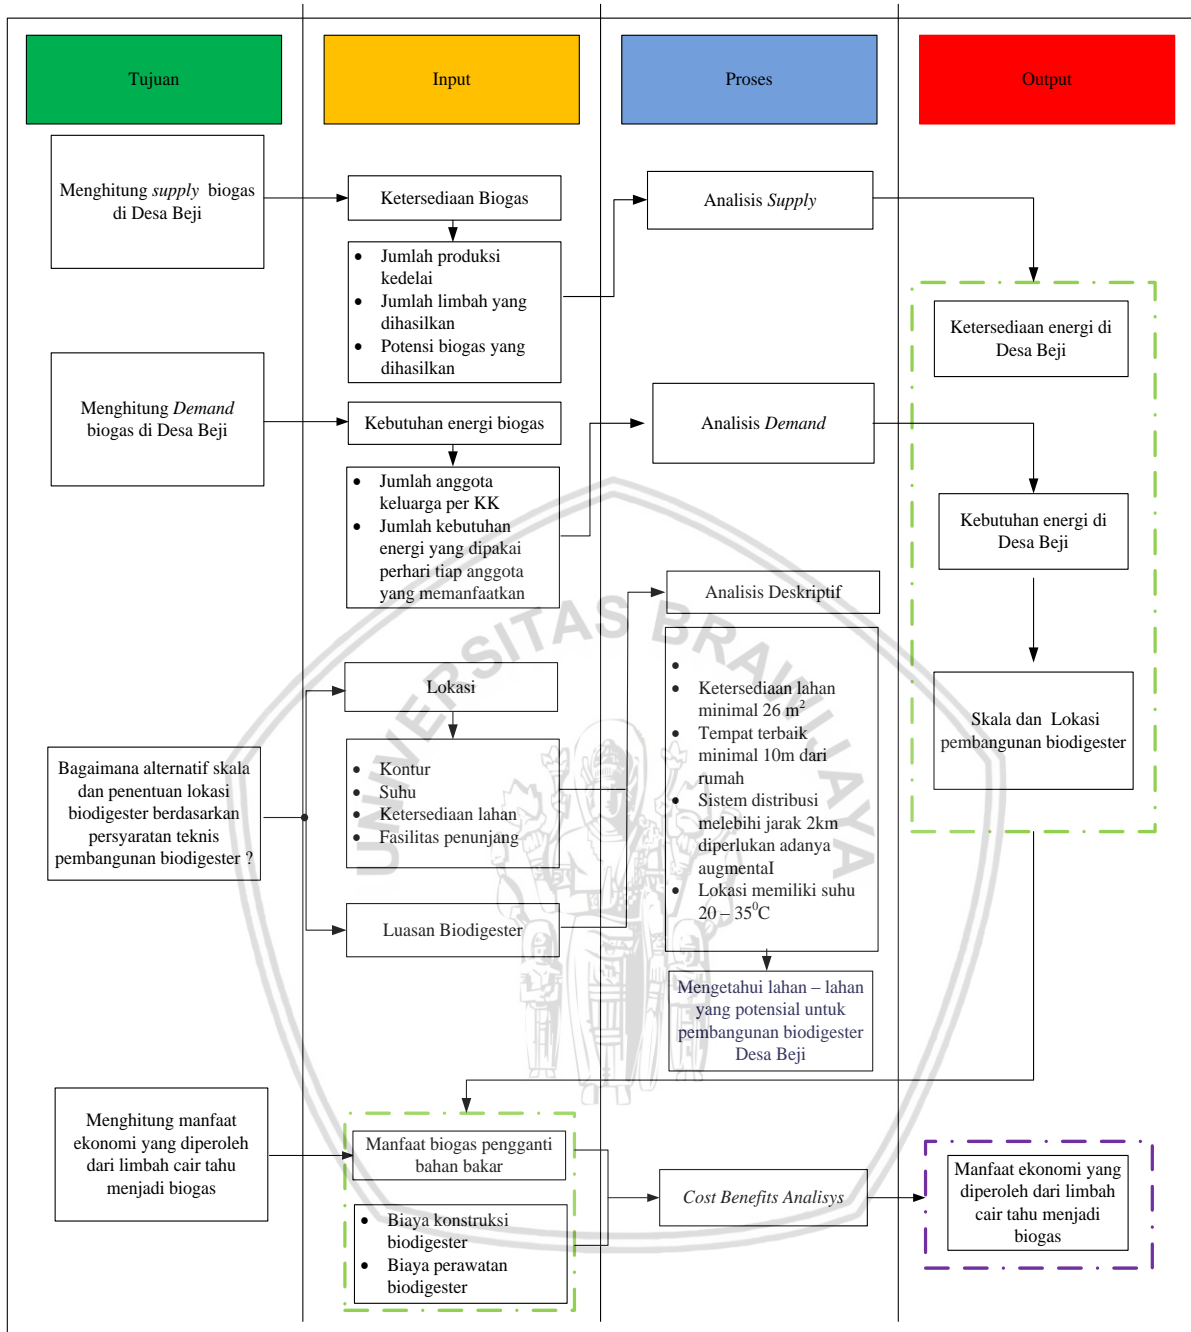 Tujuan
Input
Proses
Output
Menghitung supply biogas
di Desa Beji
Ketersediaan Biogas
Jumlah produksi
kedelai
Jumlah limbah yang
dihasilkan
Potensi biogas yang
dihasilkan
Analisis Supply
Ketersediaan energi di
Desa Beji
Menghitung Demand
biogas di Desa Beji
Kebutuhan energi biogas
Jumlah anggota
keluarga per KK
Jumlah kebutuhan
energi yang dipakai
perhari tiap anggota
yang memanfaatkan
Analisis Demand
Kebutuhan energi di
Desa Beji
Bagaimana alternatif skala
dan penentuan lokasi
biodigester berdasarkan
persyaratan teknis
pembangunan biodigester ?
Lokasi
Kontur
Suhu
Ketersediaan lahan
Fasilitas penunjang
Luasan Biodigester
Analisis Deskriptif
Ketersediaan lahan
minimal 26 m²
Tempat terbaik
minimal 10m dari
rumah
Sistem distribusi
melebihi jarak 2km
diperlukan adanya
augmentaI
Lokasi memiliki suhu
20 – 35⁰C
Mengetahui lahan – lahan
yang potensial untuk
pembangunan biodigester
Desa Beji
Skala dan Lokasi
pembangunan biodigester
Menghitung manfaat
ekonomi yang diperoleh
dari limbah cair tahu
menjadi biogas
Manfaat biogas pengganti
bahan bakar
Biaya konstruksi
biodigester
Biaya perawatan
biodigester
Cost Benefits Analisys
Manfaat ekonomi yang
diperoleh dari limbah
cair tahu menjadi
biogas
UNIVERSITAS BRAWIJAYA